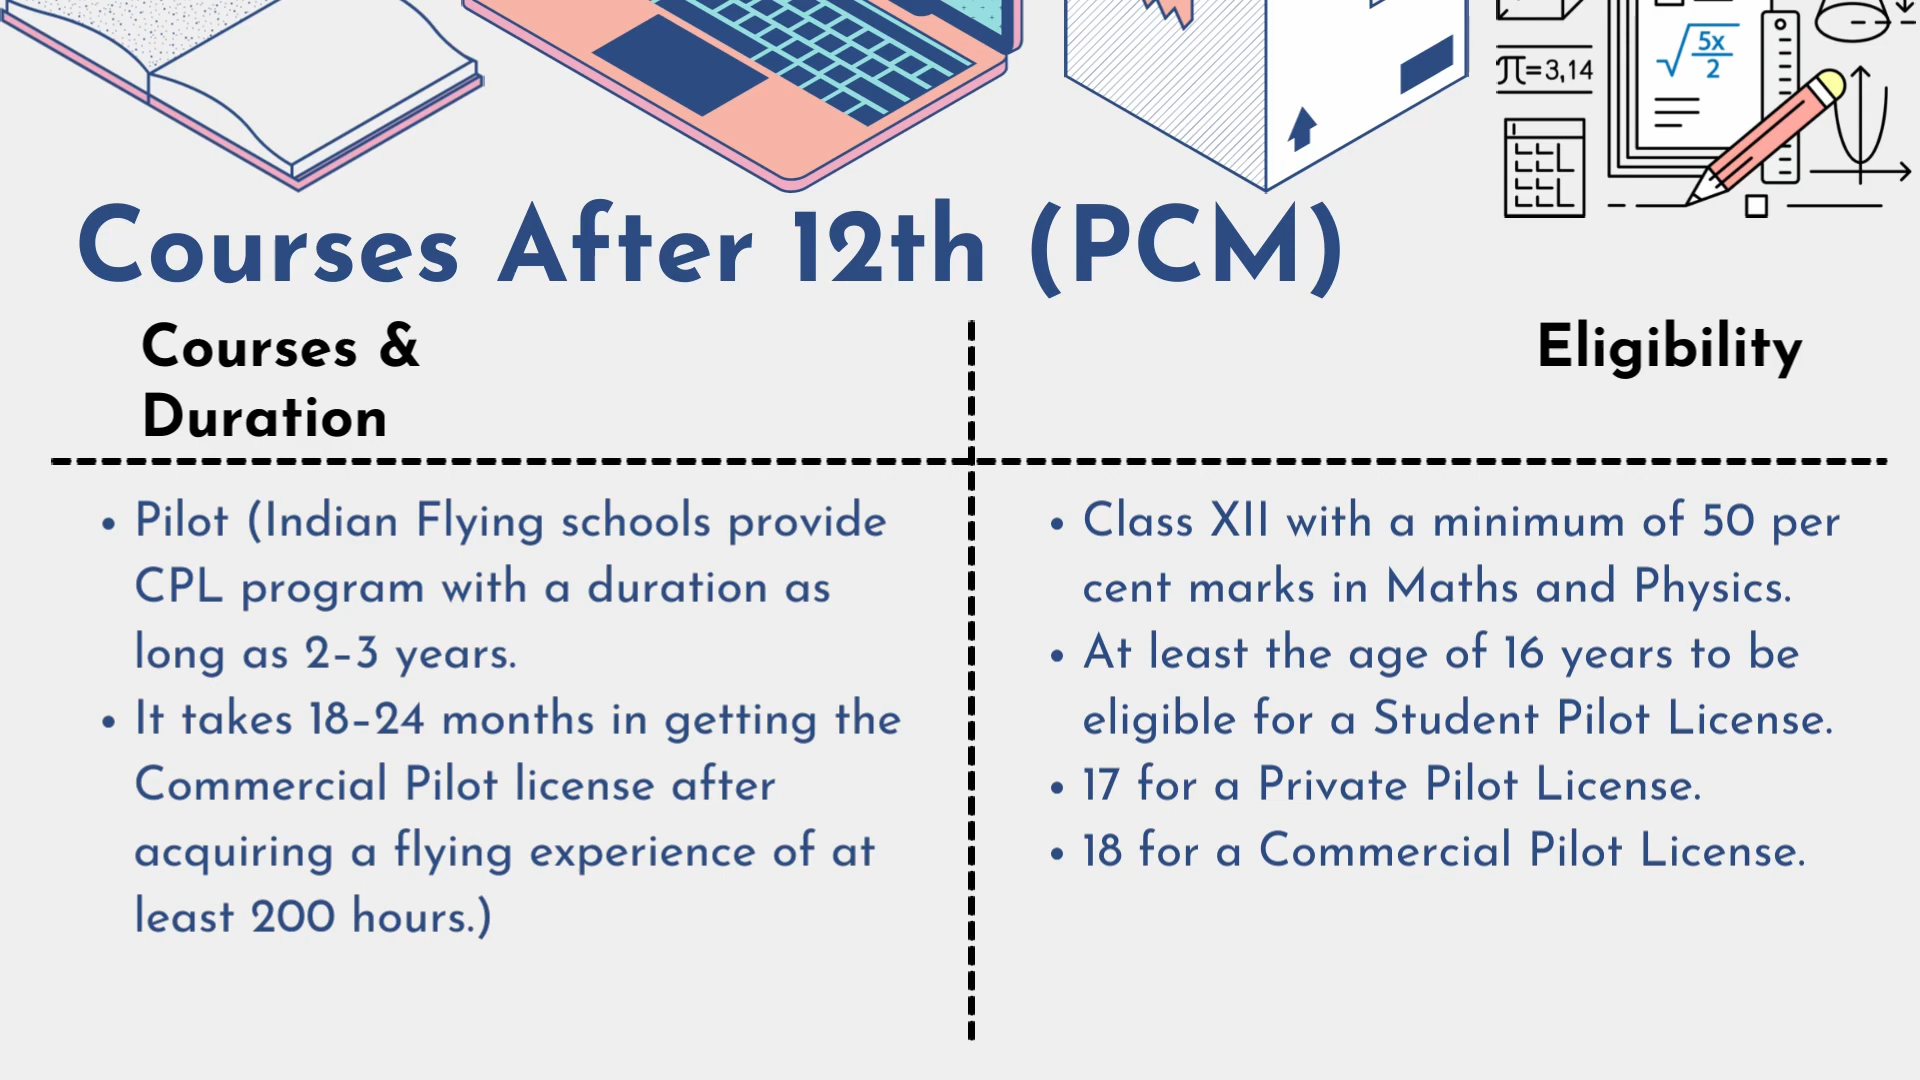 π=3,14
√5x/2
Courses After 12th (PCM)
Courses &
Duration
Eligibility
• Pilot (Indian Flying schools provide
CPL program with a duration as
long as 2–3 years.
• It takes 18–24 months in getting the
Commercial Pilot license after
acquiring a flying experience of at
least 200 hours.)
• Class XII with a minimum of 50 per
cent marks in Maths and Physics.
• At least the age of 16 years to be
eligible for a Student Pilot License.
• 17 for a Private Pilot License.
• 18 for a Commercial Pilot License.